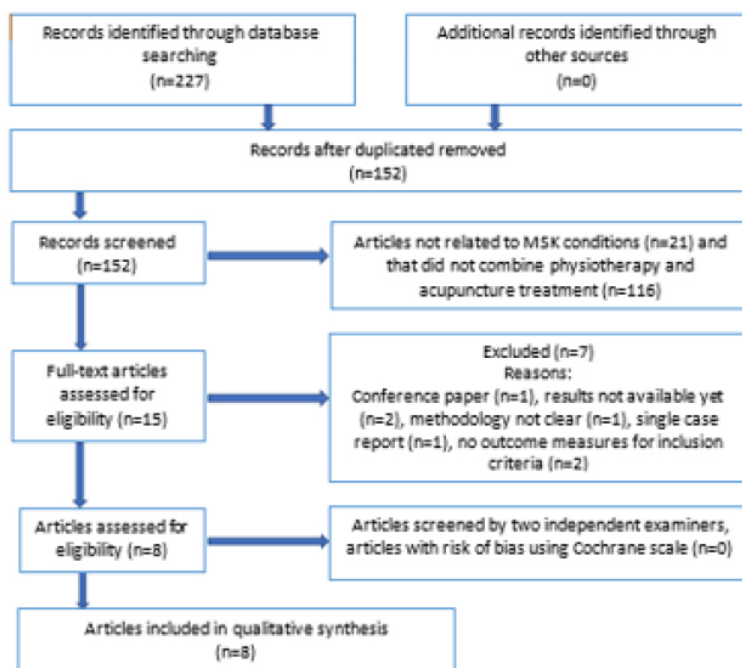 Records identified through database
searching
(n=227)
Additional records identified through
other sources
(n=0)
Records after duplicated removed
(n=152)
Records screened
(n=152)
Articles not related to MSK conditions (n=21) and
that did not combine physiotherapy and
acupuncture treatment (n=116)
Full-text articles
assessed for
eligibility (n=15)
Excluded (n=7)
Reasons:
Conference paper (n=1), results not available yet
(n=2), methodology not clear (n=1), single case
report (n=1), no outcome measures for inclusion
criteria (n=2)
Articles assessed for
eligibility (n=8)
Articles screened by two independent examiners,
articles with risk of bias using Cochrane scale (n=0)
Articles included in qualitative synthesis
(n=8)